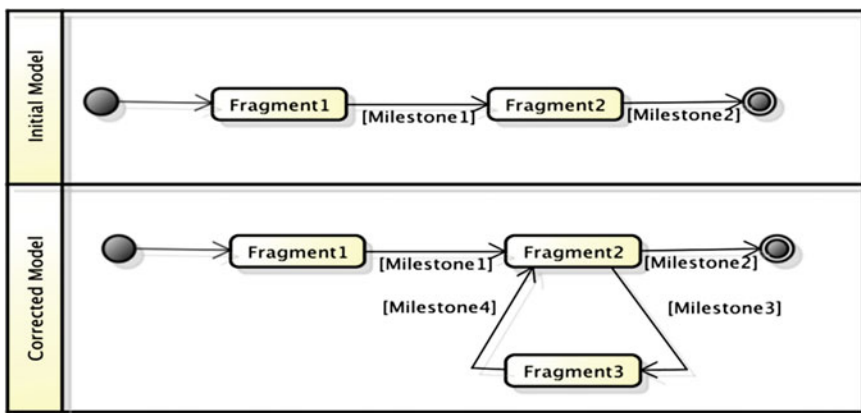 Initial Model
Fragment1
[Milestone1]
Fragment2
[Milestone2]
Corrected Model
Fragment1
[Milestone1]
Fragment2
[Milestone2]
[Milestone4]
[Milestone3]
Fragment3